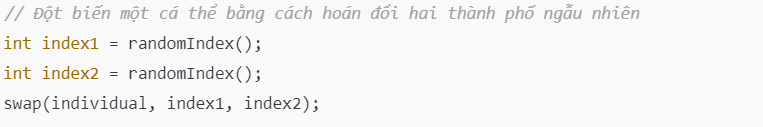 // Đột biến một cá thể bằng cách hoán đổi hai thành phố ngẫu nhiên
int index1 = randomIndex();
int index2 = randomIndex();
swap(individual, index1, index2);